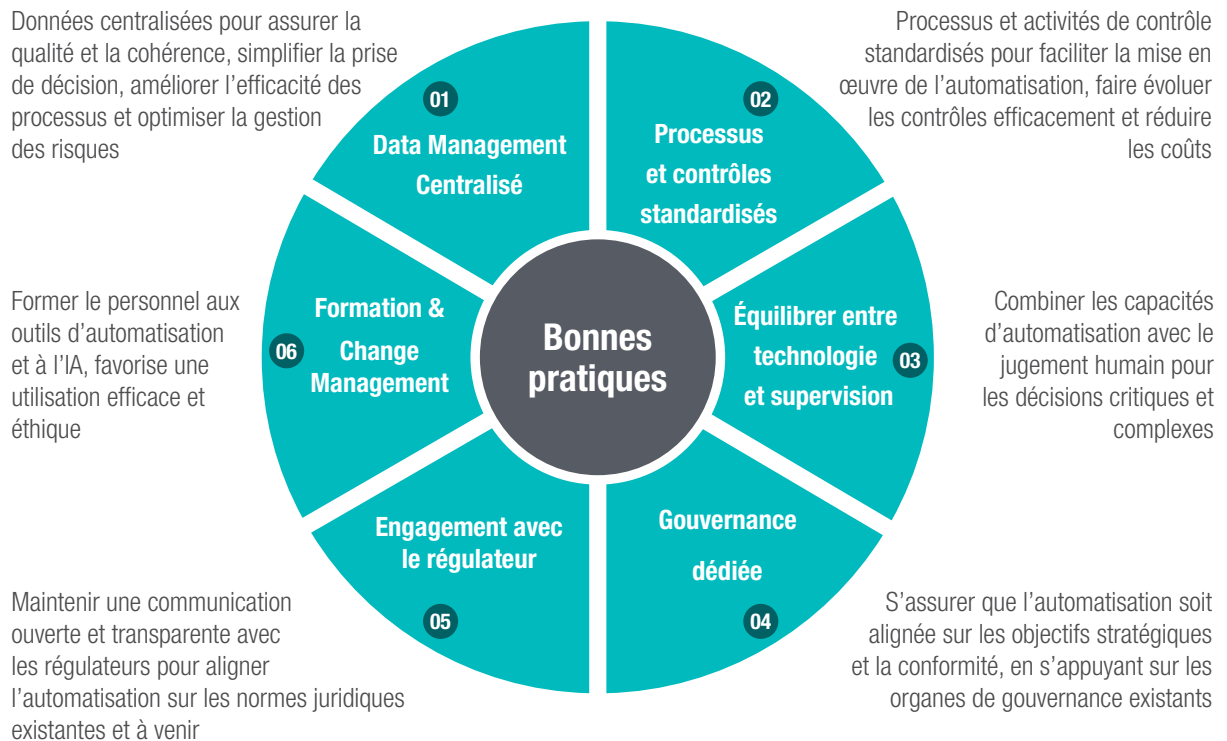 Données centralisées pour assurer la
qualité et la cohérence, simplifier la prise
de décision, améliorer l'efficacité des
processus et optimiser la gestion
des risques
01
Data Management
Centralisé
Processus et activités de contrôle
standardisés pour faciliter la mise en
œuvre de l'automatisation, faire évoluer
les contrôles efficacement et réduire
les coûts
02
Processus
et contrôles
standardisés
Former le personnel aux
outils d'automatisation
et à l'IA, favorise une
utilisation efficace et
éthique
06
Formation &
Change
Management
Bonnes
pratiques
Équilibrer entre
technologie
et supervision
03
Combiner les capacités
d'automatisation avec le
jugement humain pour
les décisions critiques et
complexes
Engagement avec
le régulateur
05
Maintenir une communication
ouverte et transparente avec
les régulateurs pour aligner
l'automatisation sur les normes juridiques
existantes et à venir
Gouvernance
dédiée
04
S'assurer que l'automatisation soit
alignée sur les objectifs stratégiques
et la conformité, en s'appuyant sur les
organes de gouvernance existants